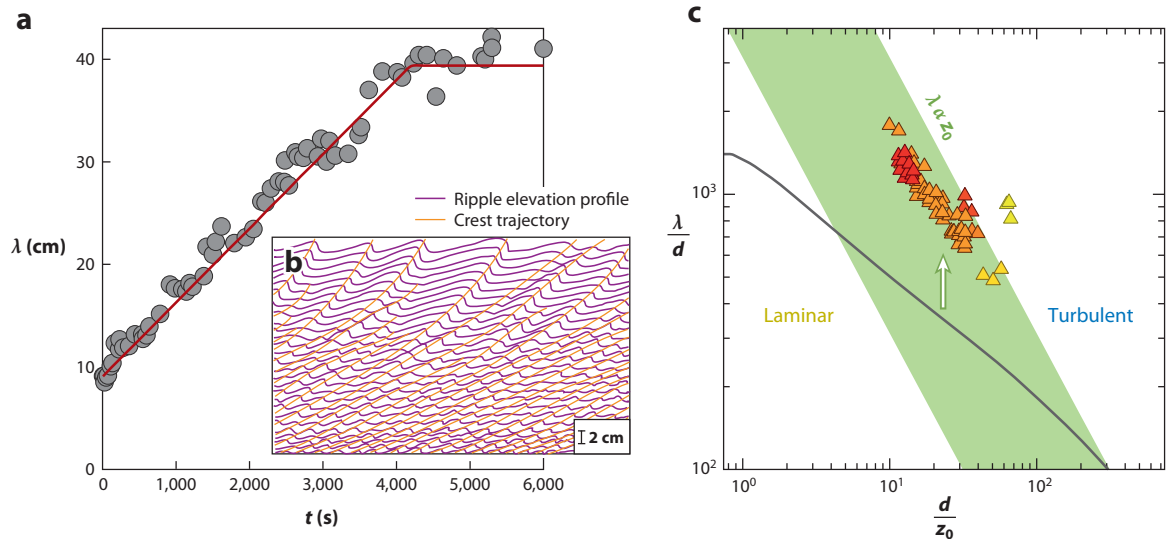 a
λ (cm)
40
30
20
10
0
0
1,000
2,000
3,000
4,000
5,000
6,000
t (s)
Ripple elevation profile
Crest trajectory
b
2 cm
c
λ α z0
λ
d
10³
10²
Laminar
Turbulent
10⁰
10¹
10²
d
z0